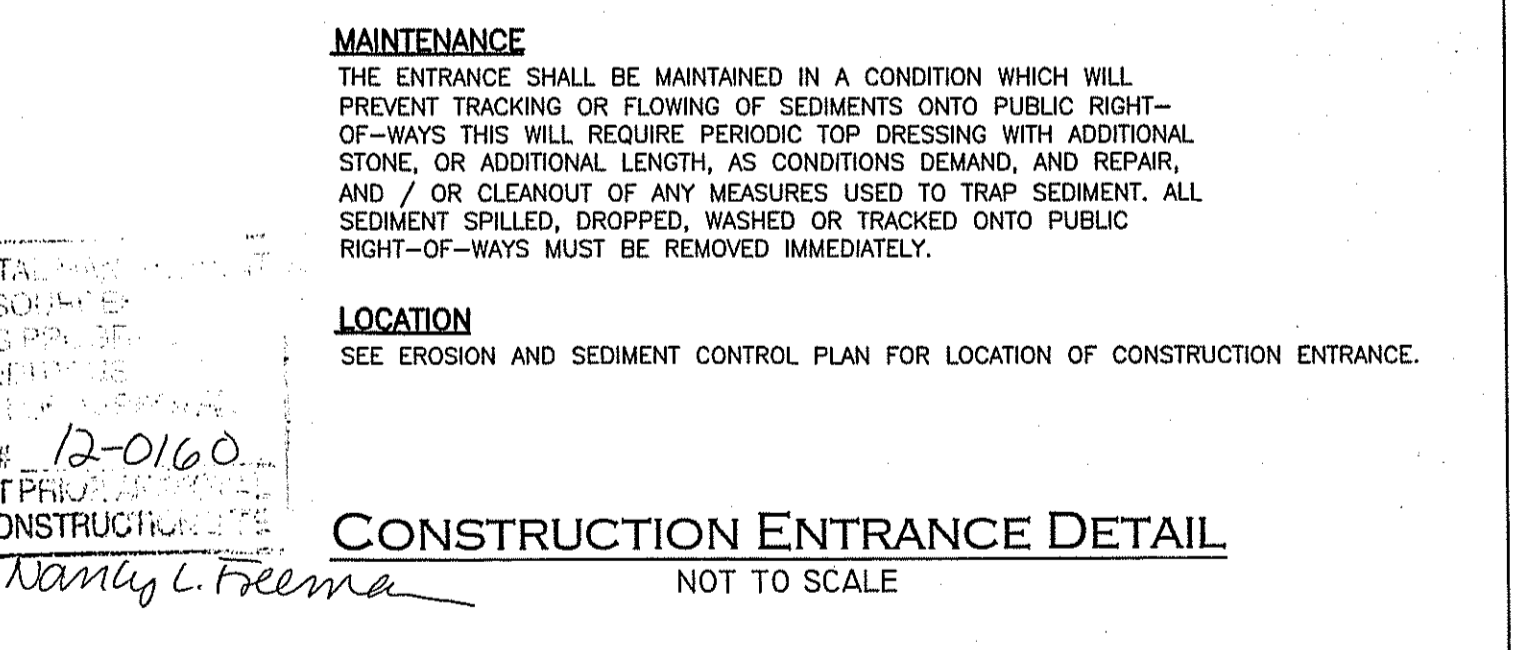 MAINTENANCE
THE ENTRANCE SHALL BE MAINTAINED IN A CONDITION WHICH WILL
PREVENT TRACKING OR FLOWING OF SEDIMENTS ONTO PUBLIC RIGHT-
OF-WAYS THIS WILL REQUIRE PERIODIC TOP DRESSING WITH ADDITIONAL
STONE, OR ADDITIONAL LENGTH, AS CONDITIONS DEMAND, AND REPAIR,
AND / OR CLEANOUT OF ANY MEASURES USED TO TRAP SEDIMENT. ALL
SEDIMENT SPILLED, DROPPED, WASHED OR TRACKED ONTO PUBLIC
RIGHT-OF-WAYS MUST BE REMOVED IMMEDIATELY.
LOCATION
SEE EROSION AND SEDIMENT CONTROL PLAN FOR LOCATION OF CONSTRUCTION ENTRANCE.
# 12-0160
CONSTRUCTION ENTRANCE DETAIL
NOT TO SCALE
Nancy L. Freema